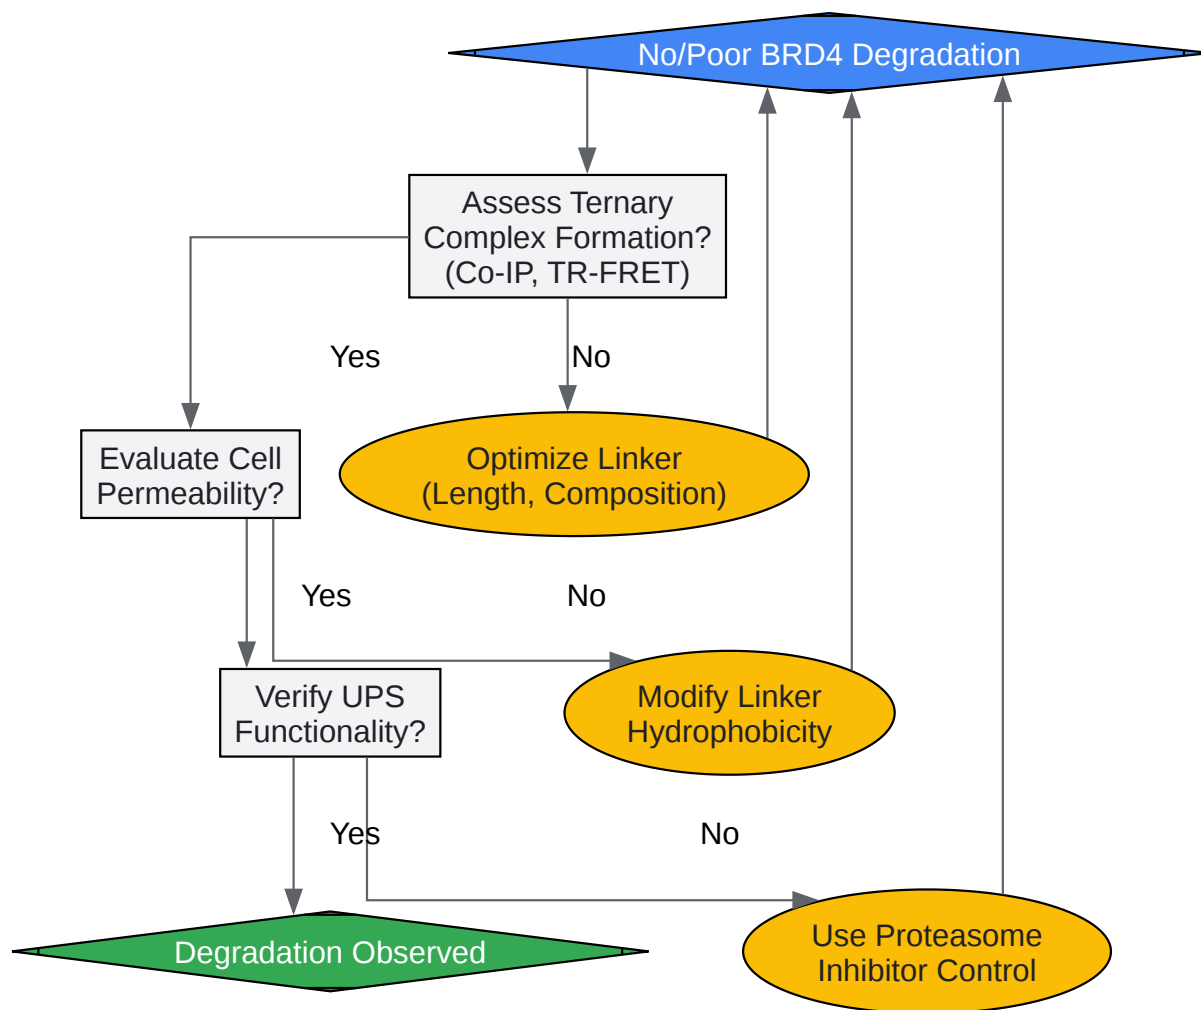 No/Poor BRD4 Degradation
Assess Ternary
Complex Formation?
(Co-IP, TR-FRET)
Yes
No
Evaluate Cell
Permeability?
Optimize Linker
(Length, Composition)
Yes
No
Verify UPS
Functionality?
Modify Linker
Hydrophobicity
Yes
No
Degradation Observed
Use Proteasome
Inhibitor Control